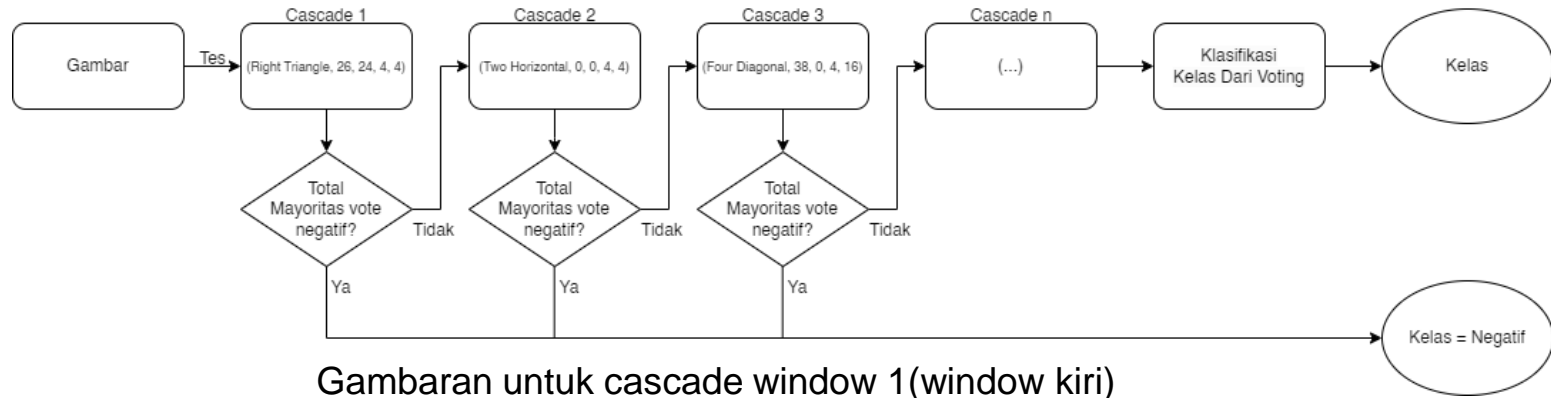 Cascade 1
Cascade 2
Cascade 3
Cascade n
Gambar
Tes
(Right Triangle, 26, 24, 4, 4)
(Two Horizontal, 0, 0, 4, 4)
(Four Diagonal, 38, 0, 4, 16)
(...)
Klasifikasi
Kelas Dari Voting
Kelas
Total
Mayoritas vote
negatif?
Tidak
Total
Mayoritas vote
negatif?
Tidak
Total
Mayoritas vote
negatif?
Tidak
Ya
Ya
Ya
Kelas = Negatif
Gambaran untuk cascade window 1(window kiri)